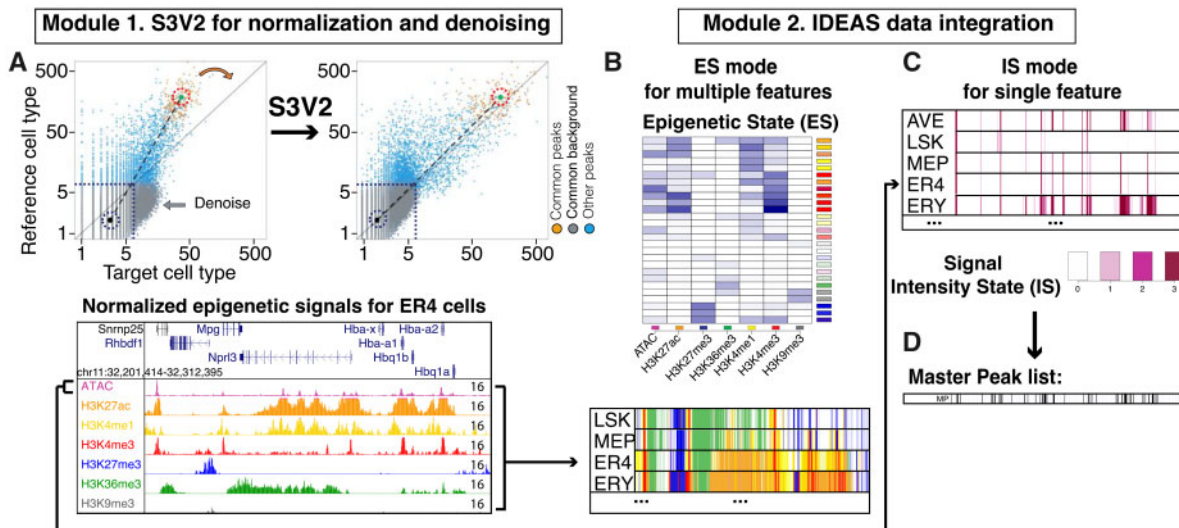 Module 1. S3V2 for normalization and denoising
Module 2. IDEAS data integration
A
Reference cell type
500
50
5
1
Denoise
1
5
50
500
Target cell type
S3V2
500
50
5
1
1
5
50
500
Common peaks
Common background
Other peaks
Normalized epigenetic signals for ER4 cells
Snrnp25
Mpg
Hba-x
Hba-a2
Rhbdf1
Hba-a1
Nprl3
Hbq1b
Hbq1a
chr11:32,201,414-32,312,395
ATAC
16
H3K27ac
16
H3K4me1
16
H3K4me3
16
H3K27me3
16
H3K36me3
16
H3K9me3
16
B
ES mode
for multiple features
Epigenetic State (ES)
ATAC
H3K27ac
H3K27me3
H3K36me3
H3K4me1
H3K4me3
H3K9me3
LSK
MEP
ER4
ERY
...
...
C
IS mode
for single feature
AVE
LSK
MEP
ER4
ERY
...
...
Signal
Intensity State (IS)
0
1
2
3
D
Master Peak list:
MP